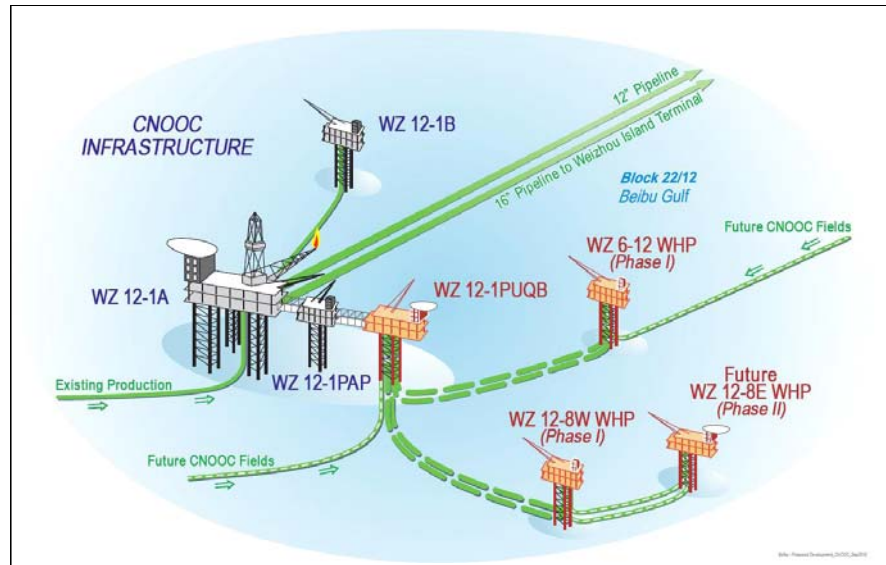 CNOOC
INFRASTRUCTURE
WZ 12-1B
12" Pipeline
16" Pipeline to Weizhou Island Terminal
Block 22/12
Beibu Gulf
Future CNOOC Fields
WZ 6-12 WHP
(Phase I)
WZ 12-1A
WZ 12-1PUQB
WZ 12-1PAP
Existing Production
Future
WZ 12-8E WHP
(Phase II)
WZ 12-8W WHP
(Phase I)
Future CNOOC Fields